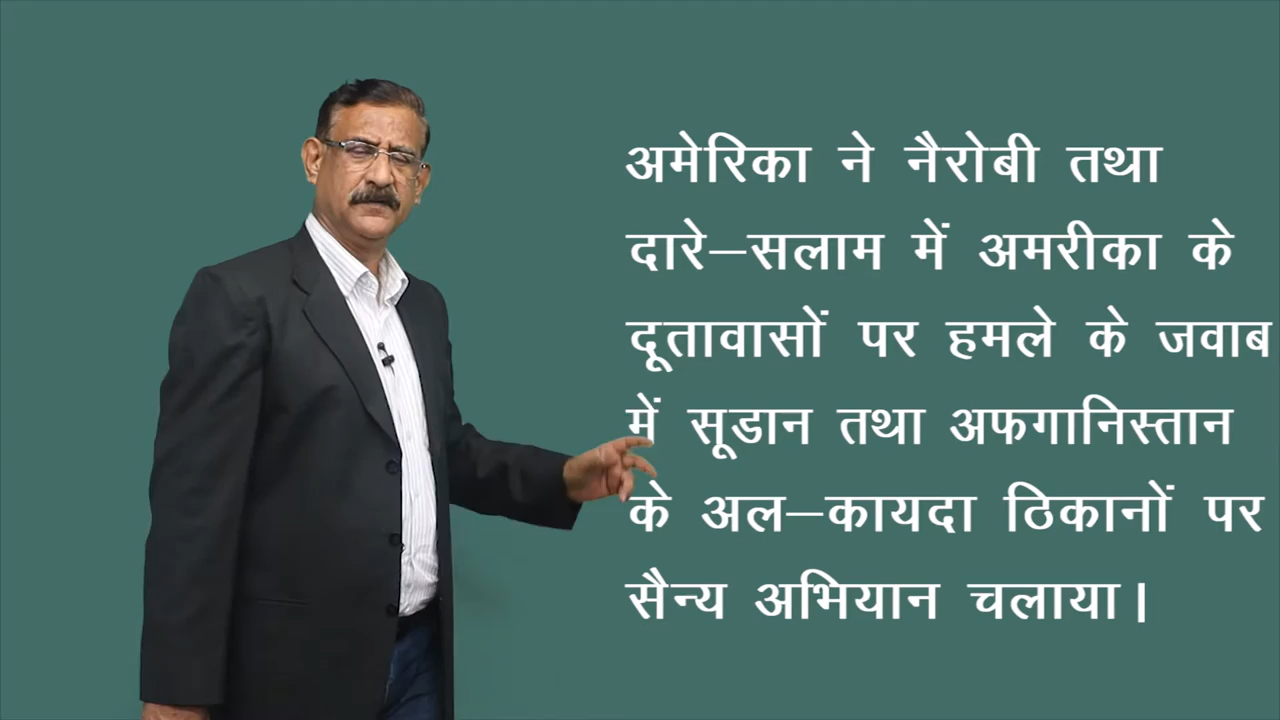 अमेरिका ने नैरोबी तथा
दारे–सलाम में अमरीका के
दूतावासों पर हमले के जवाब
में सूडान तथा अफगानिस्तान
के अल–कायदा ठिकानों पर
सैन्य अभियान चलाया।